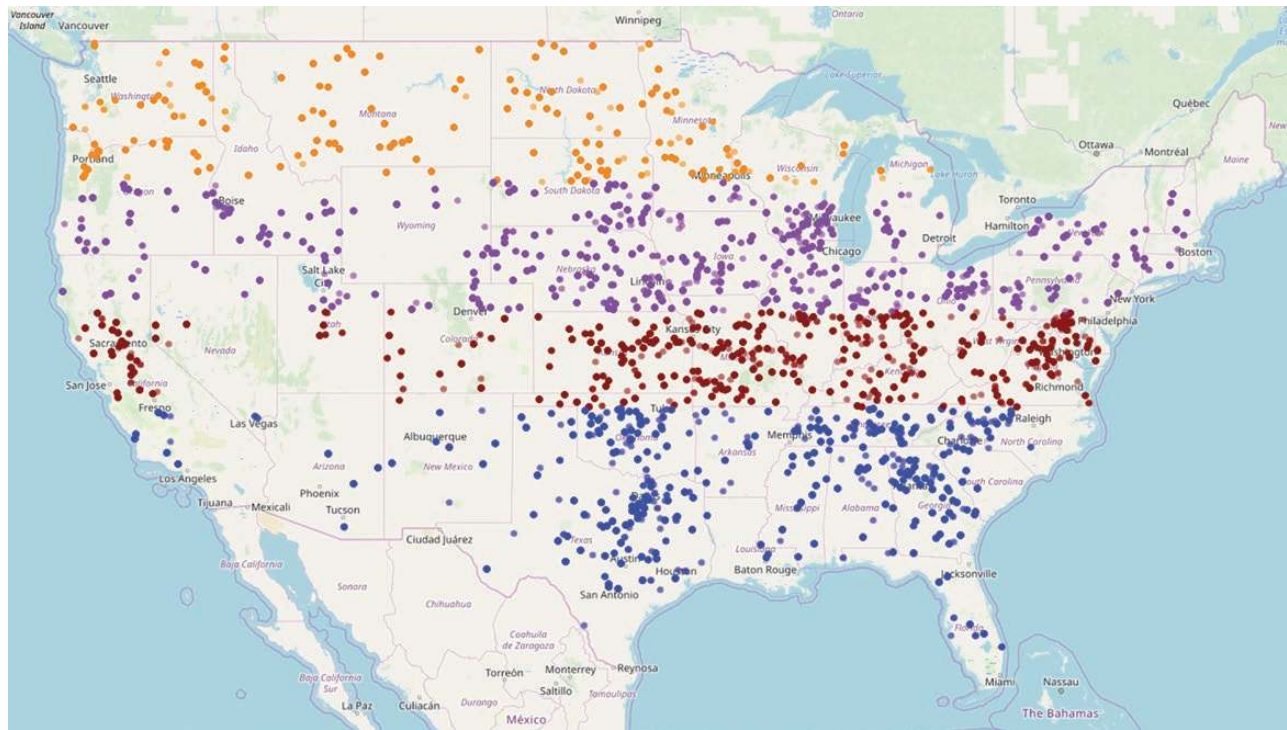 Vancouver
Island
Vancouver
Winnipeg
Ontario
Seattle
Washington
Montana
North Dakota
Minnesota
Lake Superior
Québec
Ottawa
Montréal
Maine
Portland
Idaho
Minneapolis
Wisconsin
Michigan
Lake Huron
Boise
South Dakota
Wyoming
Milwaukee
Toronto
Hamilton
Detroit
Chicago
Boston
Iowa
Nebraska
Salt Lake
City
Pennsylvania
New York
Denver
Utah
Colorado
Nevada
Sacramento
Kansas City
Philadelphia
West Virginia
Washington
San Jose
California
Fresno
Richmond
Las Vegas
Albuquerque
Memphis
Raleigh
North Carolina
Arkansas
Arizona
New Mexico
Los Angeles
Phoenix
Tucson
Tijuana
Mexicali
South Carolina
Mississippi
Alabama
Georgia
Ciudad Juárez
Texas
Louisiana
Baton Rouge
Houston
San Antonio
Jacksonville
Baja California
Sonora
Chihuahua
Coahuila
de Zaragoza
Florida
Miami
Nassau
The Bahamas
Baja California
Sur
La Paz
Culiacán
Durango
Torreón
Monterrey
Saltillo
Reynosa
Tamaulipas
México